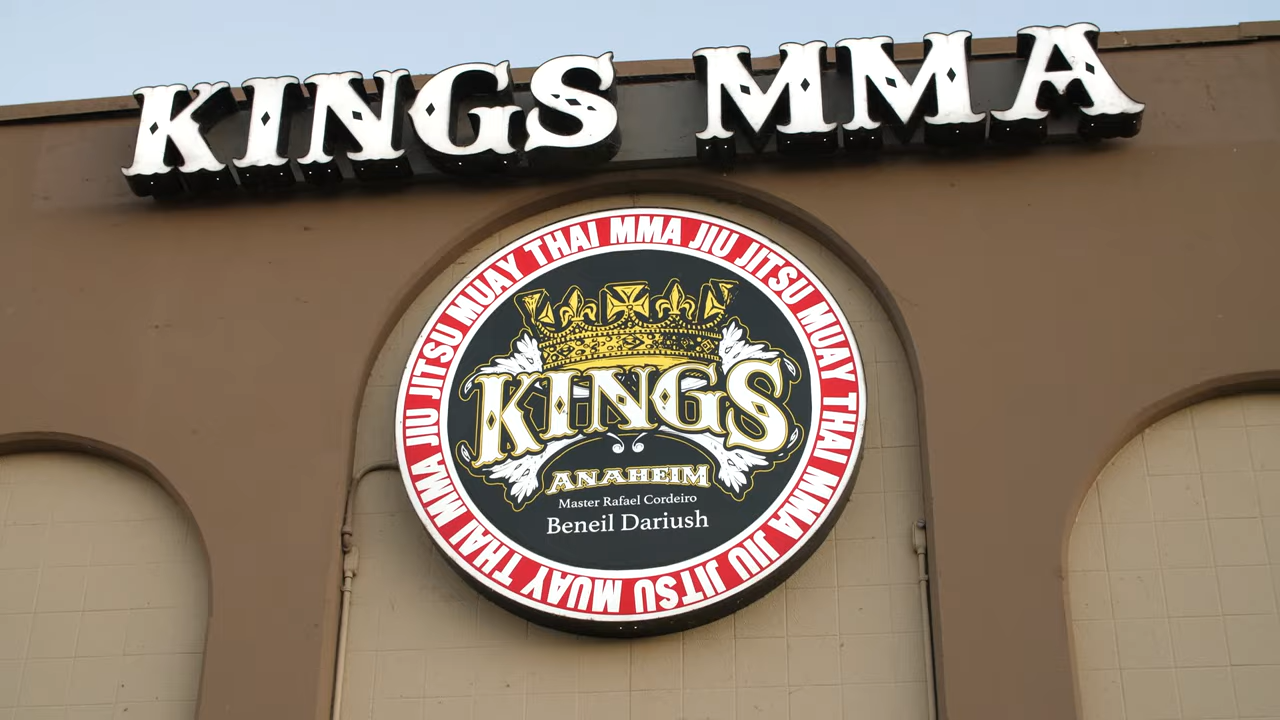 KINGS MMA
MUAY THAI MMA JIU JITSU MUAY THAI MMA JIU JITSU MUAY THAI MMA JIU JITSU
KINGS
ANAHEIM
Master Rafael Cordeiro
Beneil Dariush